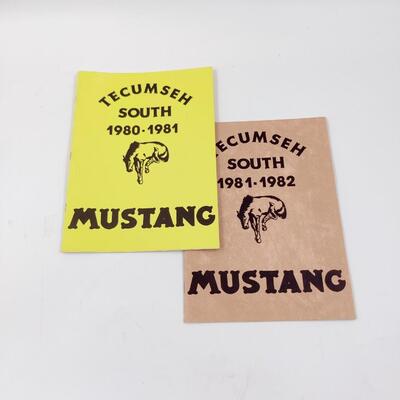 TECUMSEH
SOUTH
1980-1981
MUSTANG
TECUMSEH
SOUTH
1981-1982
MUSTANG